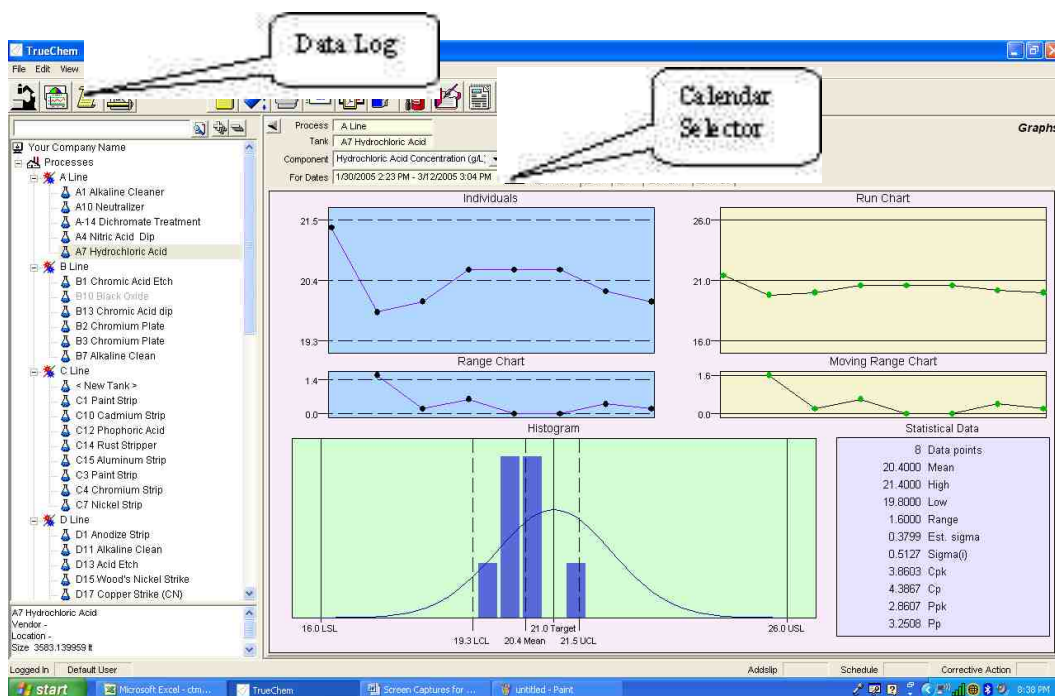 Data Log
Calendar
Selector
TrueChem
File Edit View
Process A Line
Tank A7 Hydrochloric Acid
Component Hydrochloric Acid Concentration (g/L)
For Dates 1/30/2005 2:23 PM - 3/12/2005 3:04 PM
Graphs
Your Company Name
Processes
A Line
A1 Alkaline Cleaner
A10 Neutralizer
A-14 Dichromate Treatment
A4 Nitric Acid Dip
A7 Hydrochloric Acid
B Line
B1 Chromic Acid Etch
B10 Black Oxide
B13 Chromic Acid dip
B2 Chromium Plate
B3 Chromium Plate
B7 Alkaline Clean
C Line
< New Tank >
C1 Paint Strip
C10 Cadmium Strip
C12 Phophoric Acid
C14 Rust Stripper
C15 Aluminum Strip
C3 Paint Strip
C4 Chromium Strip
C7 Nickel Strip
D Line
D1 Anodize Strip
D11 Alkaline Clean
D13 Acid Etch
D15 Wood's Nickel Strike
D17 Copper Strike (CN)
A7 Hydrochloric Acid
Vendor -
Location -
Size 3583.139959 lt
Individuals
21.5
20.4
19.3
Range Chart
1.4
0.0
Run Chart
26.0
21.0
16.0
Moving Range Chart
1.6
0.0
Histogram
16.0 LSL 21.0 Target 26.0 USL
19.3 LCL 20.4 Mean 21.5 UCL
Statistical Data
8 Data points
20.4000 Mean
21.4000 High
19.8000 Low
1.6000 Range
0.3799 Est. sigma
0.5127 Sigma(i)
3.8603 Cpk
4.3867 Cp
2.8607 Ppk
3.2508 Pp
Logged In Default User Addslip Schedule Corrective Action
start Microsoft Excel - ctm... TrueChem Screen Captures for ... untitled - Paint 8:38 PM